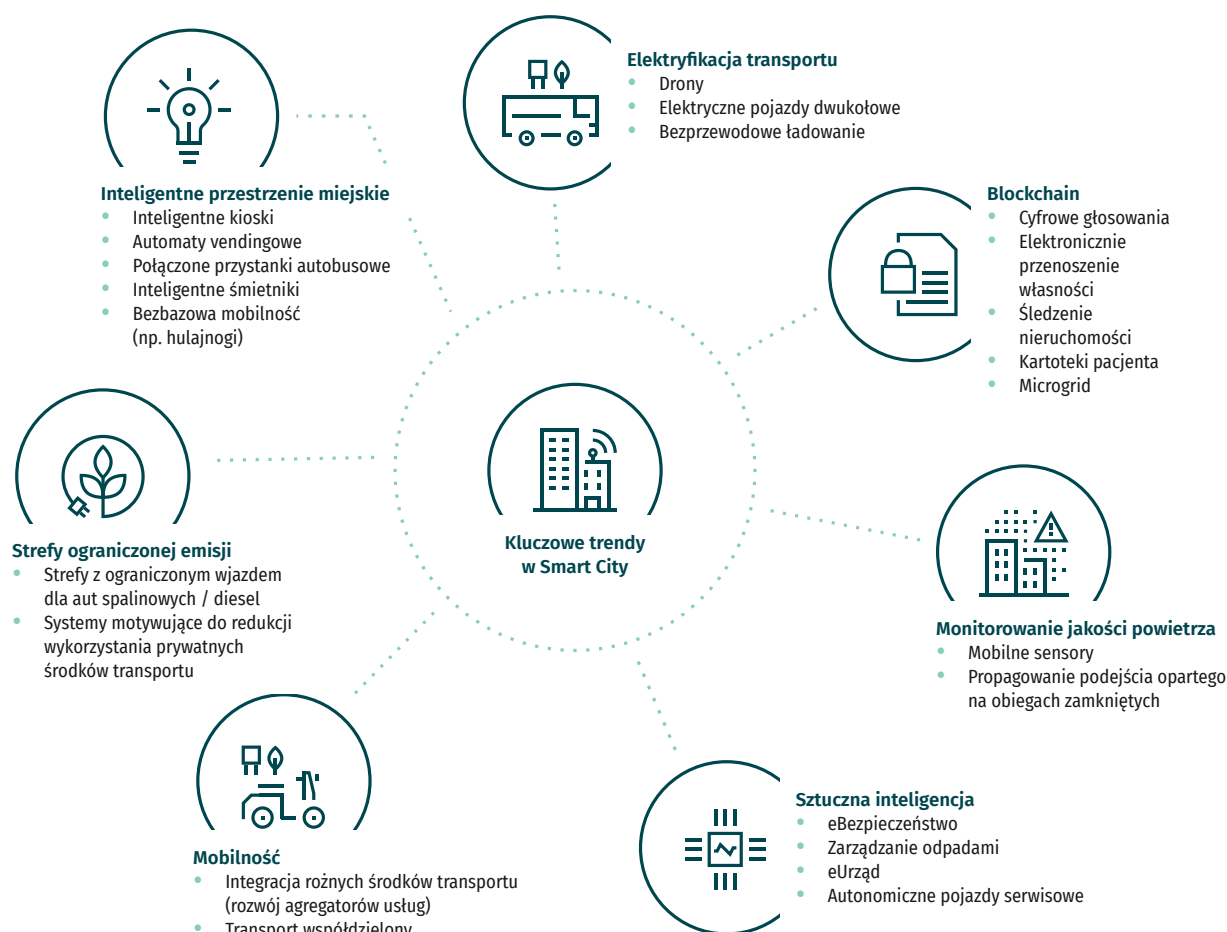 Elektryfikacja transportu
Drony
Elektryczne pojazdy dwukołowe
Bezprzewodowe ładowanie
Inteligentne przestrzenie miejskie
Inteligentne kioski
Automaty vendingowe
Połączone przystanki autobusowe
Inteligentne śmietniki
Bezbazowa mobilność
(np. hulajnogi)
Blockchain
Cyfrowe głosowania
Elektronicznie
przenoszenie
własności
Śledzenie
nieruchomości
Kartoteki pacjenta
Microgrid
Kluczowe trendy
w Smart City
Strefy ograniczonej emisji
Strefy z ograniczonym wjazdem
dla aut spalinowych / diesel
Systemy motywujące do redukcji
wykorzystania prywatnych
środków transportu
Monitorowanie jakości powietrza
Mobilne sensory
Propagowanie podejścia opartego
na obiegach zamkniętych
Mobilność
Integracja rożnych środków transportu
(rozwój agregatorów usług)
Transport współdzielony
Sztuczna inteligencja
eBezpieczeństwo
Zarządzanie odpadami
eUrząd
Autonomiczne pojazdy serwisowe